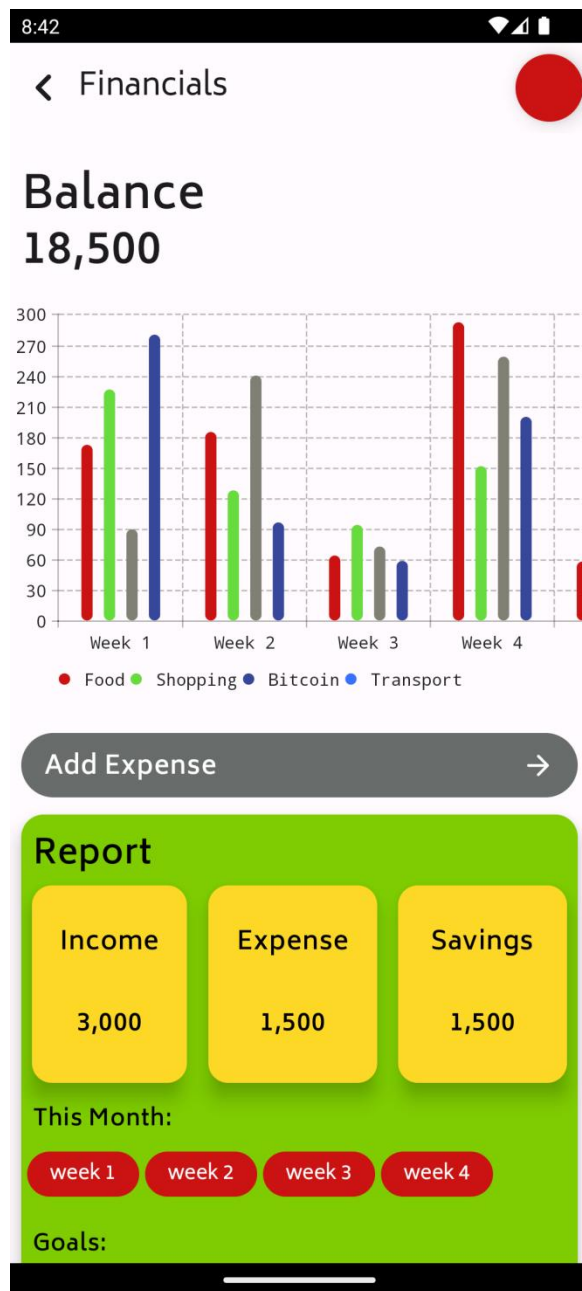 8:42
Financials
Balance
18,500
300
270
240
210
180
150
120
90
60
30
0
Week 1 Week 2 Week 3 Week 4
Food Shopping Bitcoin Transport
Add Expense
Report
Income Expense Savings
3,000 1,500 1,500
This Month:
week 1 week 2 week 3 week 4
Goals: